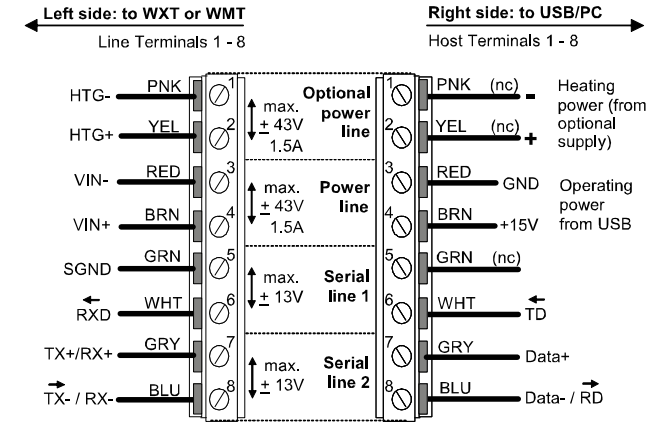 Left side: to WXT or WMT
Right side: to USB/PC
Line Terminals 1 - 8
Host Terminals 1 - 8
HTG- PNK 1 max. Optional 1 PNK (nc) - Heating
± 43V power power (from
HTG+ YEL 2 1.5A line 2 YEL (nc) + optional
supply)
VIN- RED 3 max. Power 3 RED GND Operating
± 43V line power
VIN+ BRN 4 1.5A 4 BRN +15V from USB
SGND GRN 5 max. Serial 5 GRN (nc)
± 13V line 1
RXD WHT 6 6 WHT TD
TX+/RX+ GRY 7 max. Serial 7 GRY Data+
± 13V line 2
TX- / RX- BLU 8 8 BLU Data- / RD